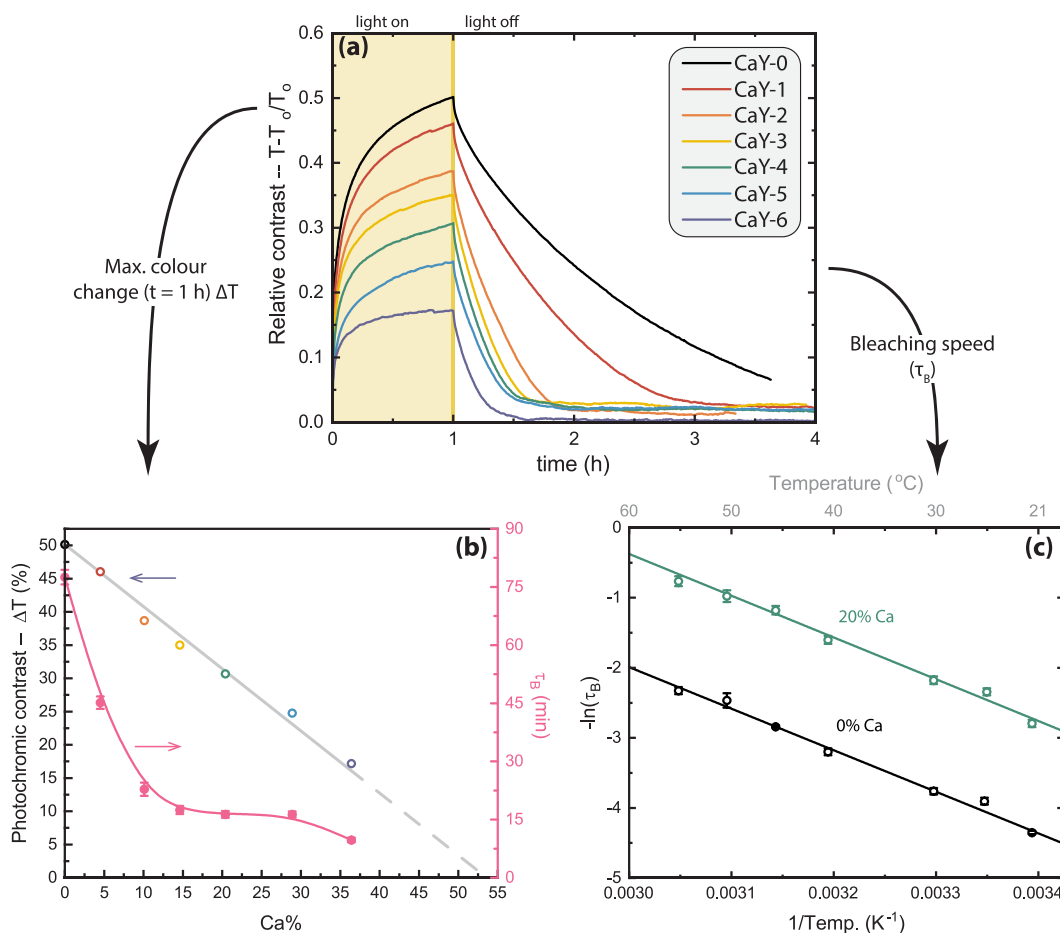 light on
light off
(a)
0.6
0.5
0.4
0.3
0.2
0.1
0.0
Relative contrast -- T-T₀/T₀
0
1
2
3
4
time (h)
CaY-0
CaY-1
CaY-2
CaY-3
CaY-4
CaY-5
CaY-6
Max. colour
change (t = 1 h) ΔT
Bleaching speed
(τ_B)
(b)
50
45
40
35
30
25
20
15
10
5
0
Photochromic contrast – ΔT (%)
90
75
60
45
30
15
0
τ_B (min)
0
5
10
15
20
25
30
35
40
45
50
55
Ca%
Temperature (°C)
60
50
40
30
21
(c)
-0
-1
-2
-3
-4
-5
-ln(τ_B)
20% Ca
0% Ca
0.0030
0.0031
0.0032
0.0033
0.0034
1/Temp. (K⁻¹)